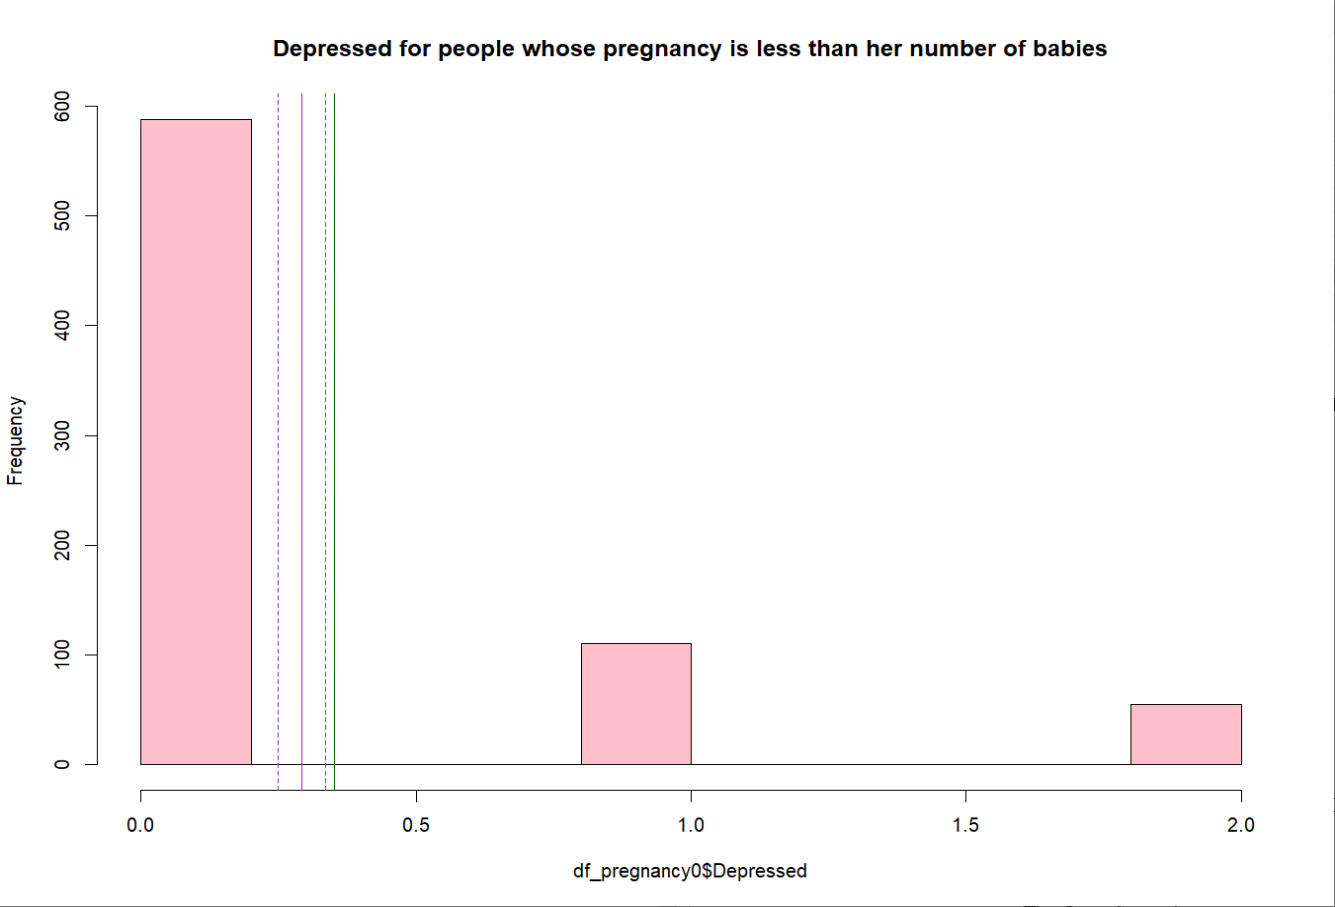 Depressed for people whose pregnancy is less than her number of babies
Frequency
600
500
400
300
200
100
0
0.0 0.5 1.0 1.5 2.0
df_pregnancy0$Depressed